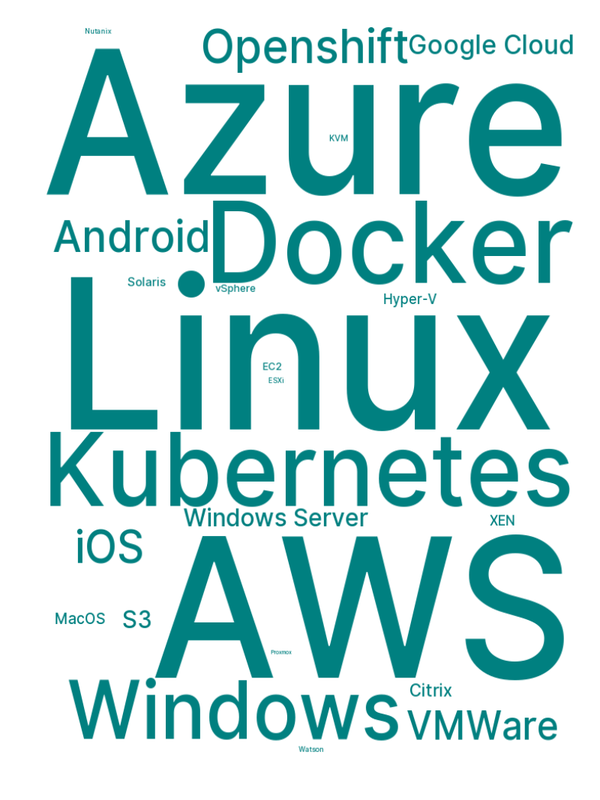 Nutanix
Openshift
Google Cloud
Azure
KVM
Android
Docker
Solaris
vSphere
Hyper-V
Linux
EC2
ESXi
Kubernetes
Windows Server
XEN
iOS
AWS
MacOS
S3
Proxmox
Windows
Citrix
VMWare
Watson